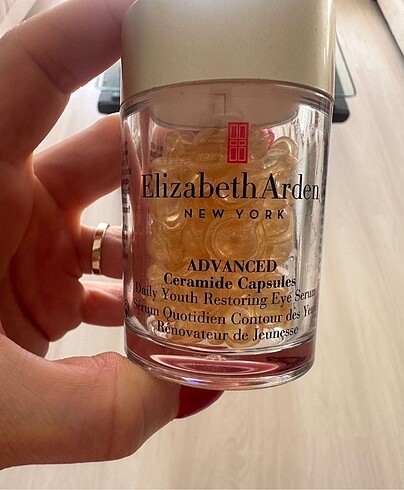 Elizabeth Arden
NEW YORK
ADVANCED
Ceramide Capsules
Daily Youth Restoring Eye Serum
Sérum Quotidien Contour des Yeux
Rénovateur de Jeunesse